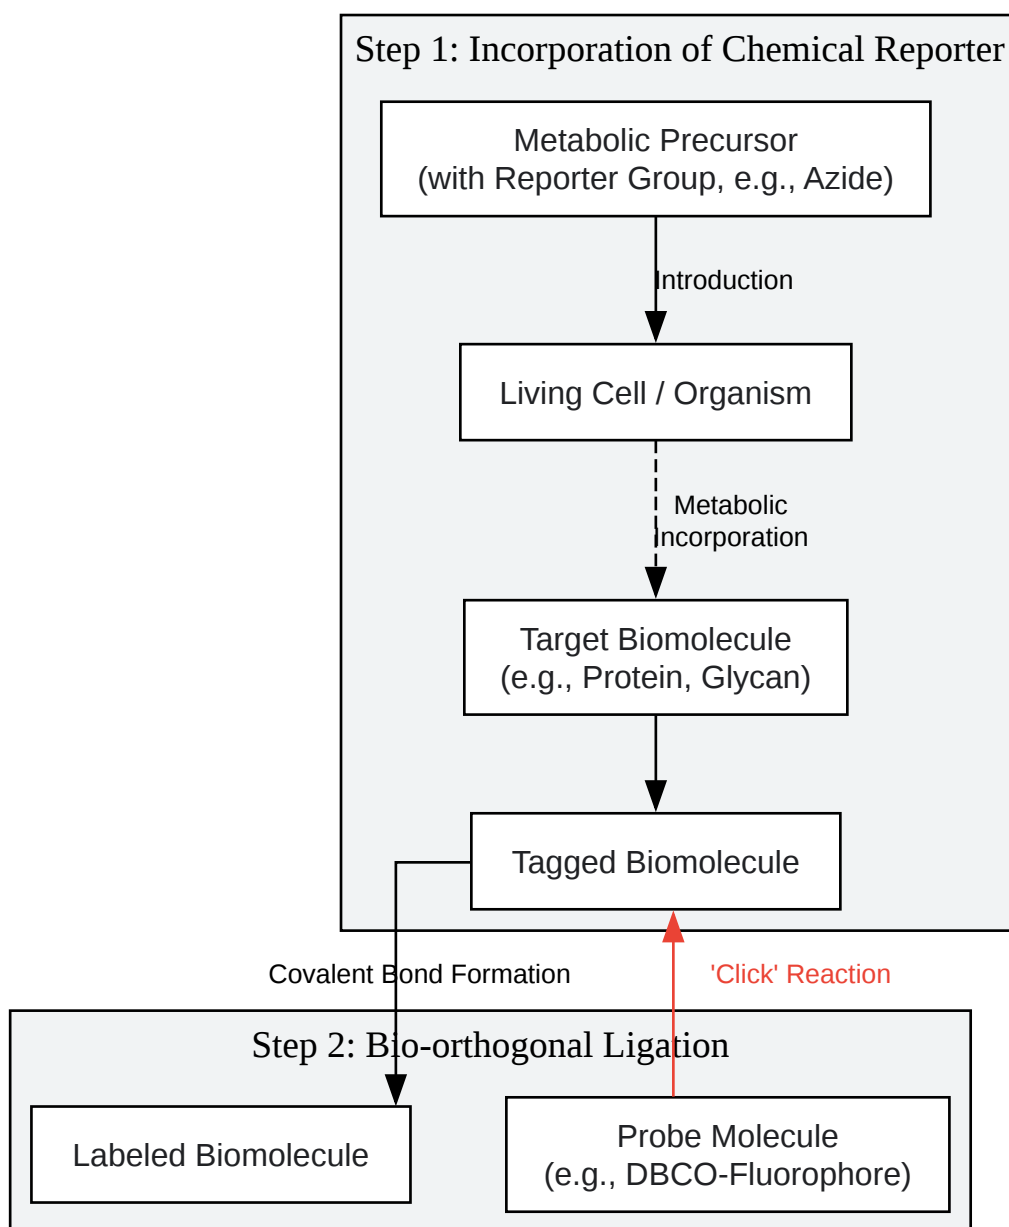 Step 1: Incorporation of Chemical Reporter
Metabolic Precursor
(with Reporter Group, e.g., Azide)
Introduction
Living Cell / Organism
Metabolic
Incorporation
Target Biomolecule
(e.g., Protein, Glycan)
Tagged Biomolecule
Covalent Bond Formation
'Click' Reaction
Step 2: Bio-orthogonal Ligation
Labeled Biomolecule
Probe Molecule
(e.g., DBCO-Fluorophore)